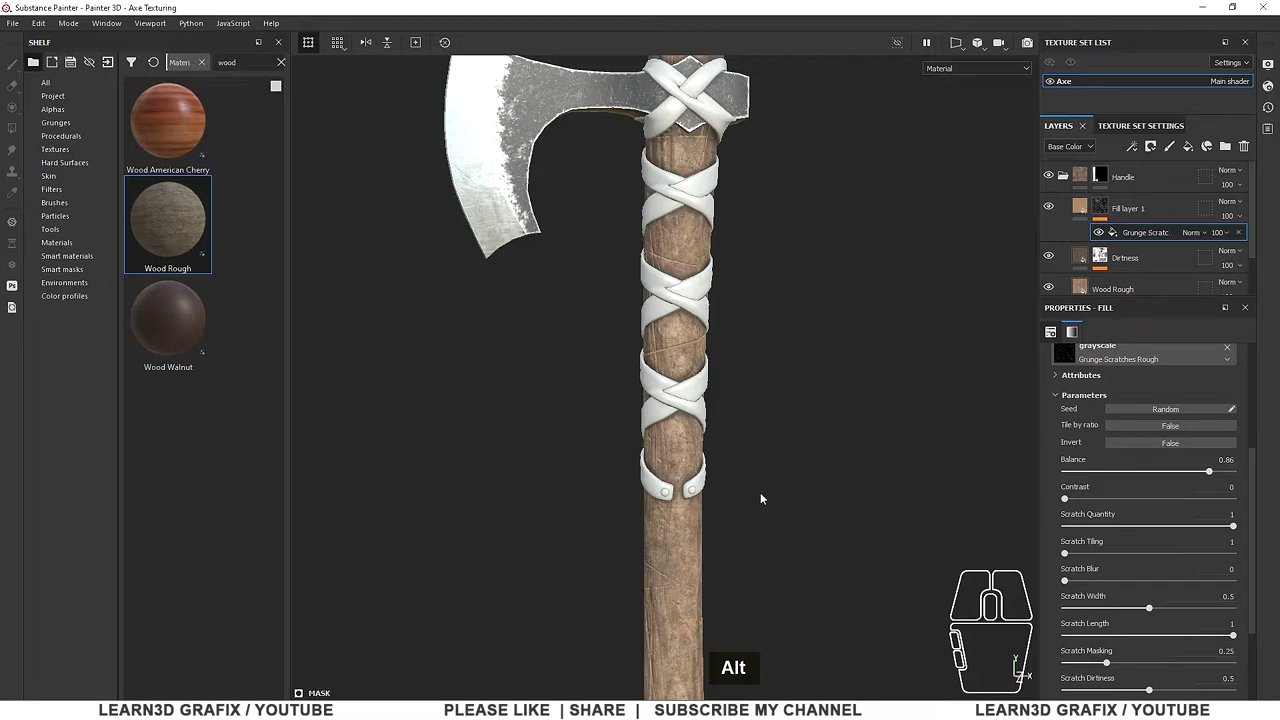 Substance Painter - Painter 3D - Axe Texturing
File Edit Mode Window Viewport Python JavaScript Help
SHELF
Materi...
wood
All
Project
Alphas
Grunges
Procedurals
Textures
Hard Surfaces
Skin
Filters
Brushes
Particles
Tools
Materials
Smart materials
Smart masks
Environments
Color profiles
Wood American Cherry
Wood Rough
Wood Walnut
Material
Alt
MASK
X
Y
TEXTURE SET LIST
Settings
Axe Main shader
LAYERS TEXTURE SET SETTINGS
Base Color
Handle Norm
100
Fill layer 1 Norm
100
Grunge Scratc... Norm 100
Dirtness Norm
100
Wood Rough Norm
PROPERTIES - FILL
grayscale
Grunge Scratches Rough
Attributes
Parameters
Seed Random
Tile by ratio False
Invert False
Balance 0.86
Contrast 0
Scratch Quantity 1
Scratch Tiling 1
Scratch Blur 0
Scratch Width 0.5
Scratch Length 1
Scratch Masking 0.25
Scratch Dirtiness 0.5
LEARN3D GRAFIX / YOUTUBE PLEASE LIKE | SHARE | SUBSCRIBE MY CHANNEL LEARN3D GRAFIX / YOUTUBE